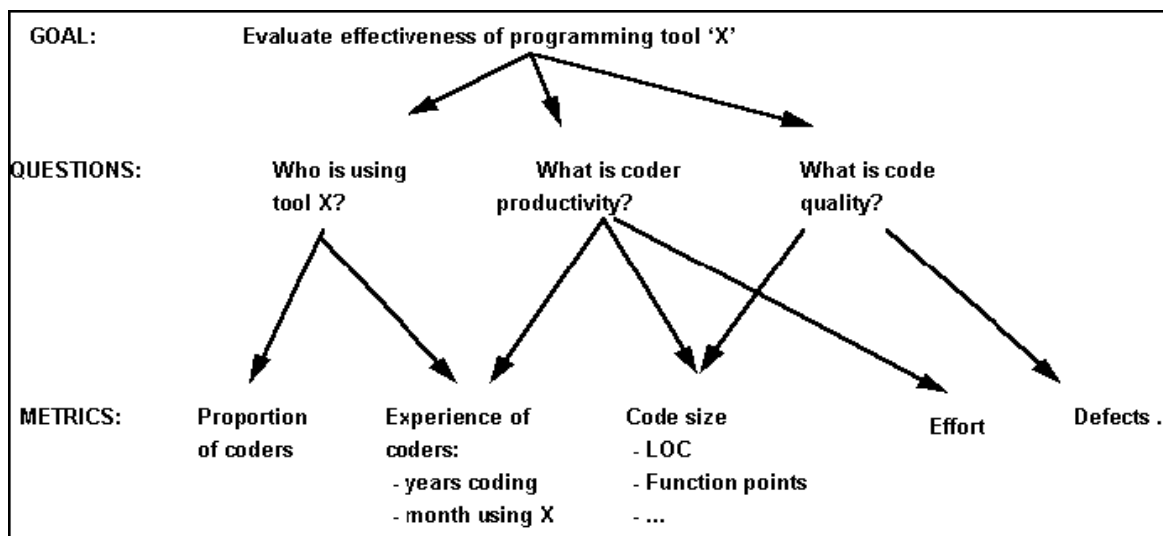 GOAL: Evaluate effectiveness of programming tool ‘X’
QUESTIONS: Who is using tool X?
What is coder productivity?
What is code quality?
METRICS: Proportion of coders
Experience of coders:
- years coding
- month using X
Code size
- LOC
- Function points
- ...
Effort
Defects .